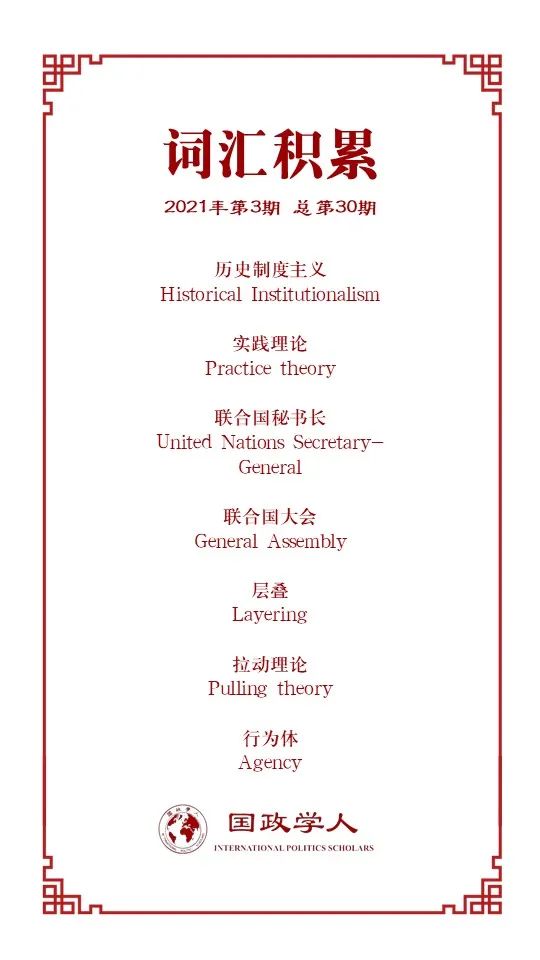 词汇积累
2021年第3期 总第30期
历史制度主义
Historical Institutionalism
实践理论
Practice theory
联合国秘书长
United Nations Secretary-
General
联合国大会
General Assembly
层叠
Layering
拉动理论
Pulling theory
行为体
Agency
国政学人
INTERNATIONAL POLITICS SCHOLARS